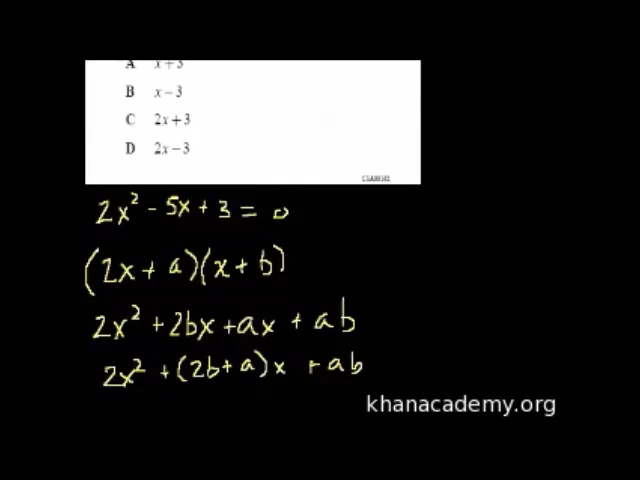 A x + 3
B x − 3
C 2x + 3
D 2x − 3
2x² - 5x + 3 = 0
(2x + a)(x + b)
2x² + 2bx + ax + ab
2x² + (2b + a)x + ab
khanacademy.org